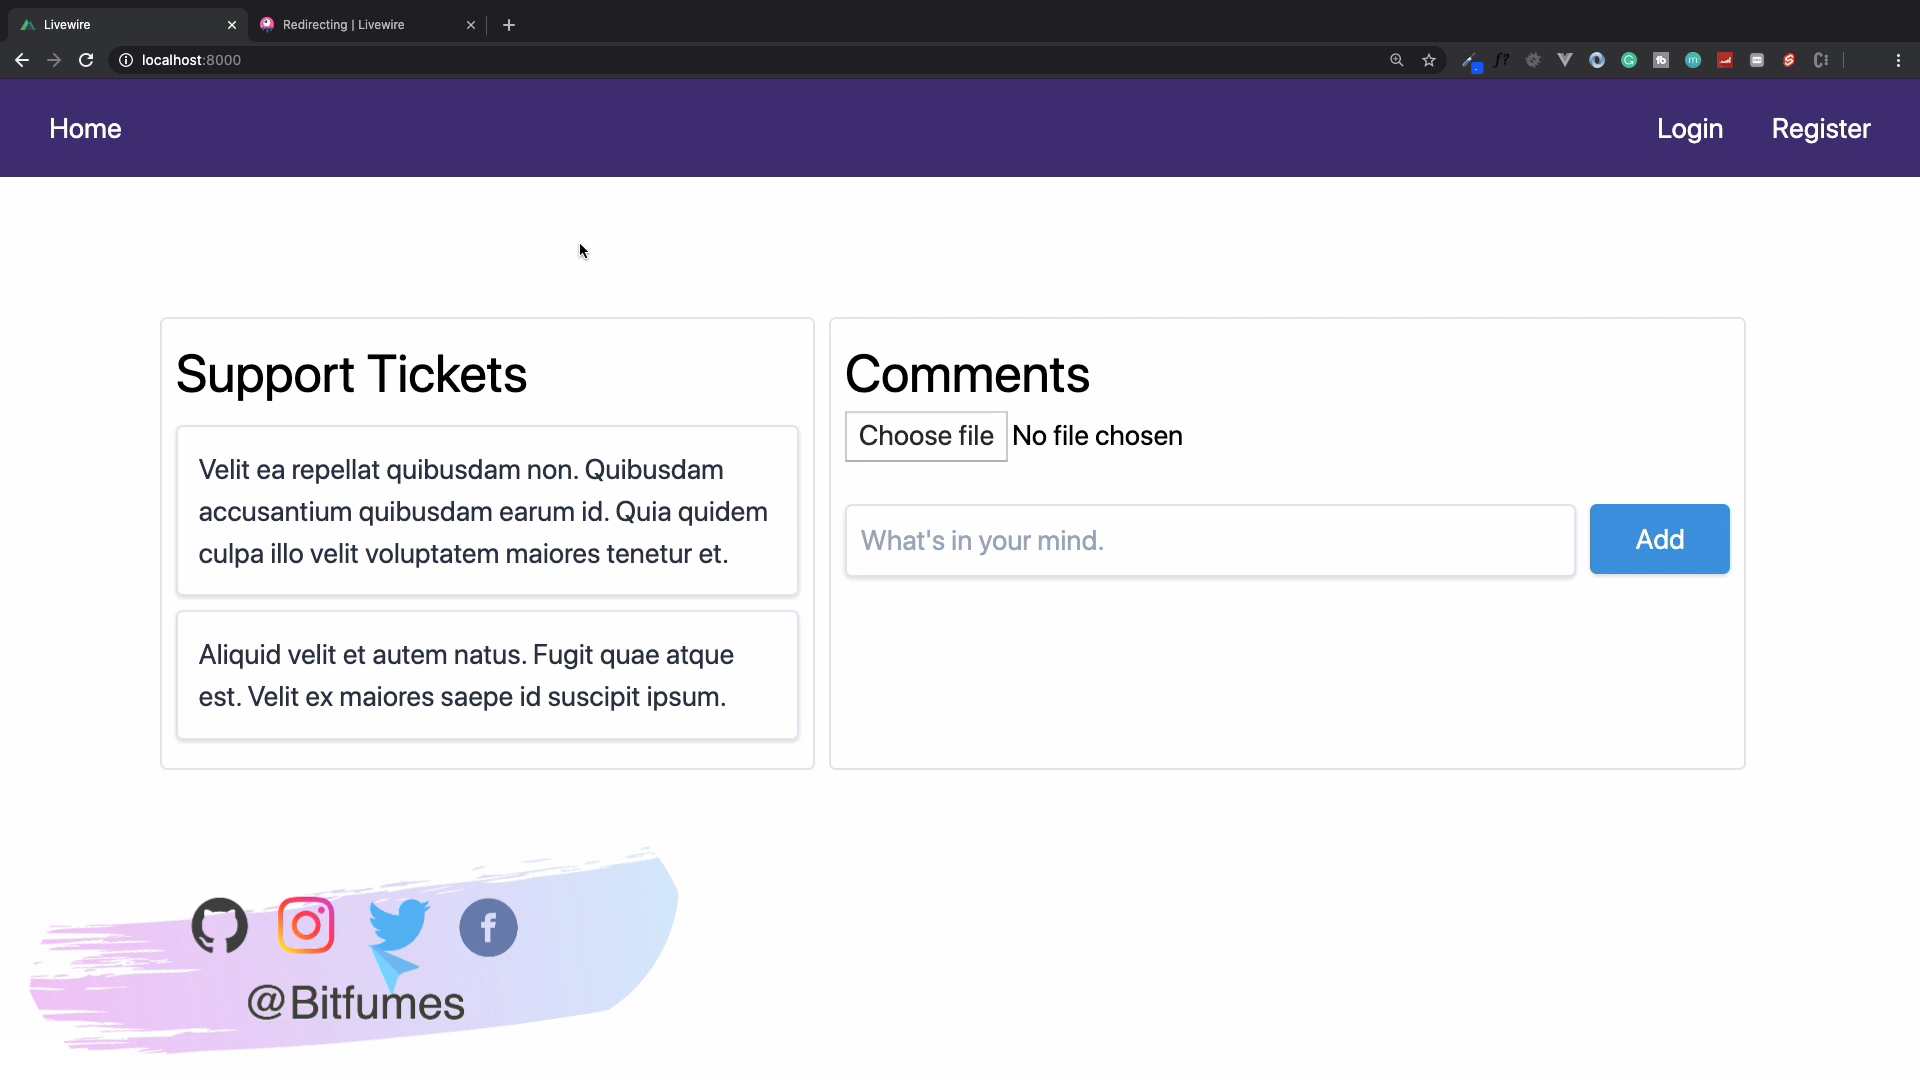 Livewire
Redirecting | Livewire
localhost:8000
Home
Login
Register
Support Tickets
Velit ea repellat quibusdam non. Quibusdam
accusantium quibusdam earum id. Quia quidem
culpa illo velit voluptatem maiores tenetur et.
Aliquid velit et autem natus. Fugit quae atque
est. Velit ex maiores saepe id suscipit ipsum.
Comments
Choose file No file chosen
What's in your mind.
Add
@Bitfumes